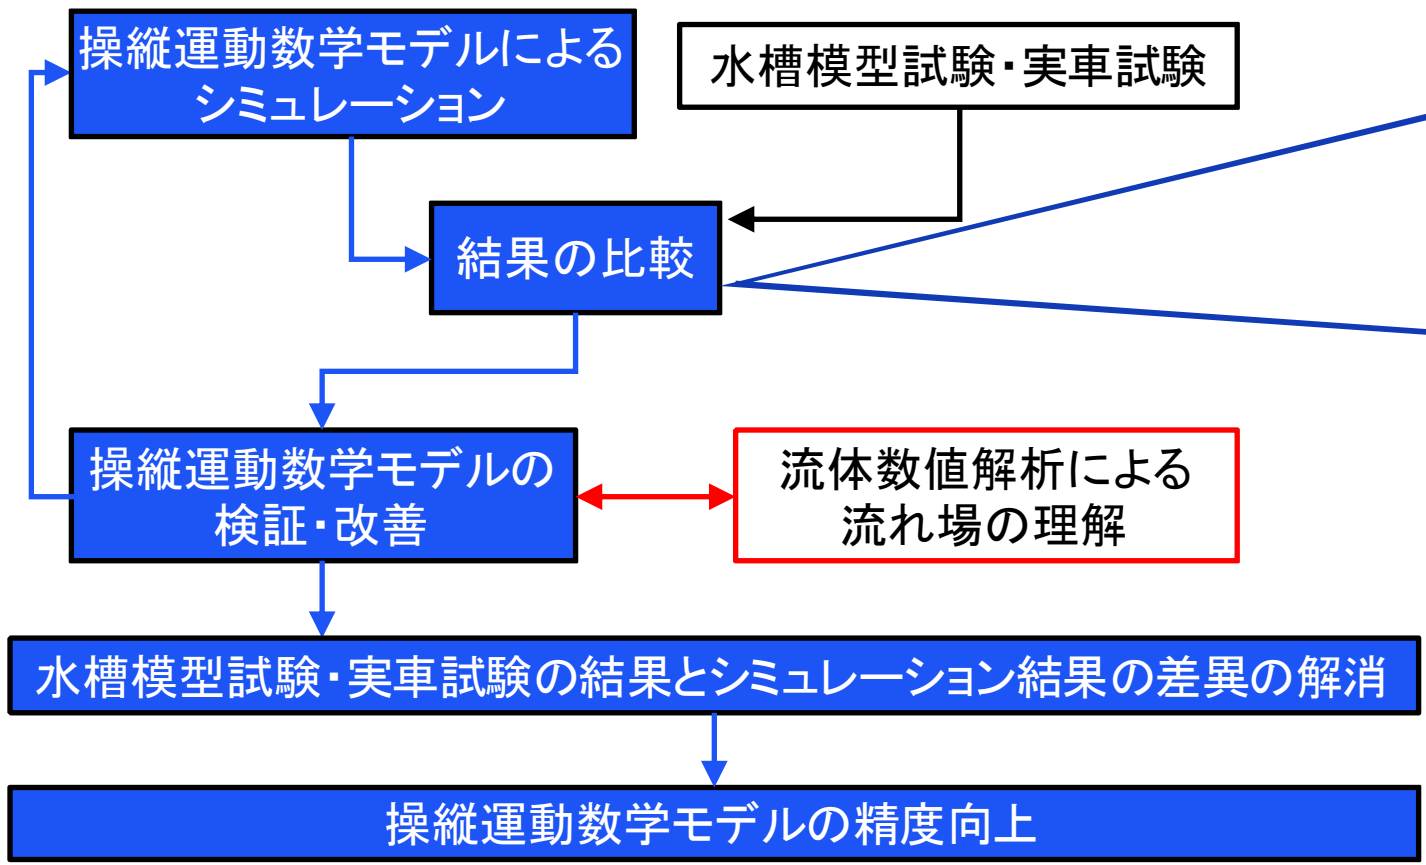 操縦運動数学モデルによる
シミュレーション
水槽模型試験・実車試験
結果の比較
操縦運動数学モデルの
検証・改善
流体数値解析による
流れ場の理解
水槽模型試験・実車試験の結果とシミュレーション結果の差異の解消
操縦運動数学モデルの精度向上